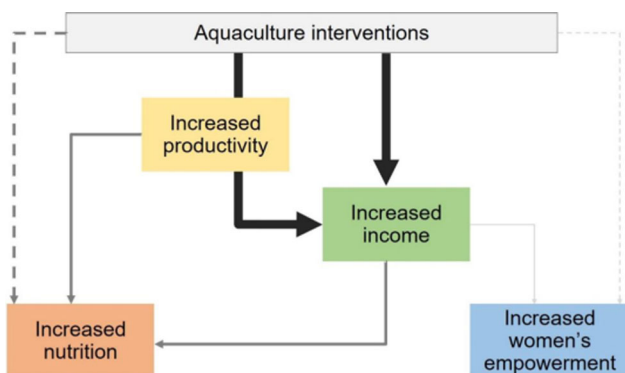 Aquaculture interventions
Increased
productivity
Increased
income
Increased
nutrition
Increased
women's
empowerment